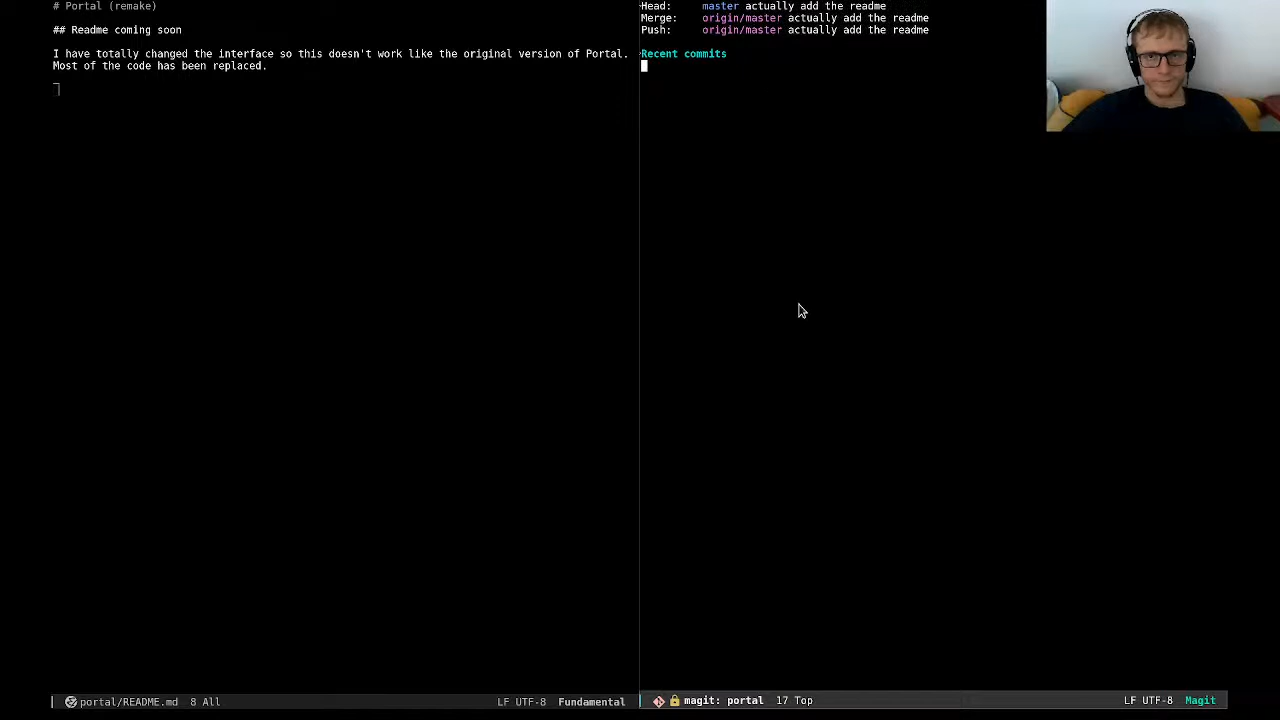 # Portal (remake)
## Readme coming soon
I have totally changed the interface so this doesn't work like the original version of Portal.
Most of the code has been replaced.
portal/README.md 8 All LF UTF-8 Fundamental
Head: master actually add the readme
Merge: origin/master actually add the readme
Push: origin/master actually add the readme
Recent commits
magit: portal 17 Top LF UTF-8 Magit